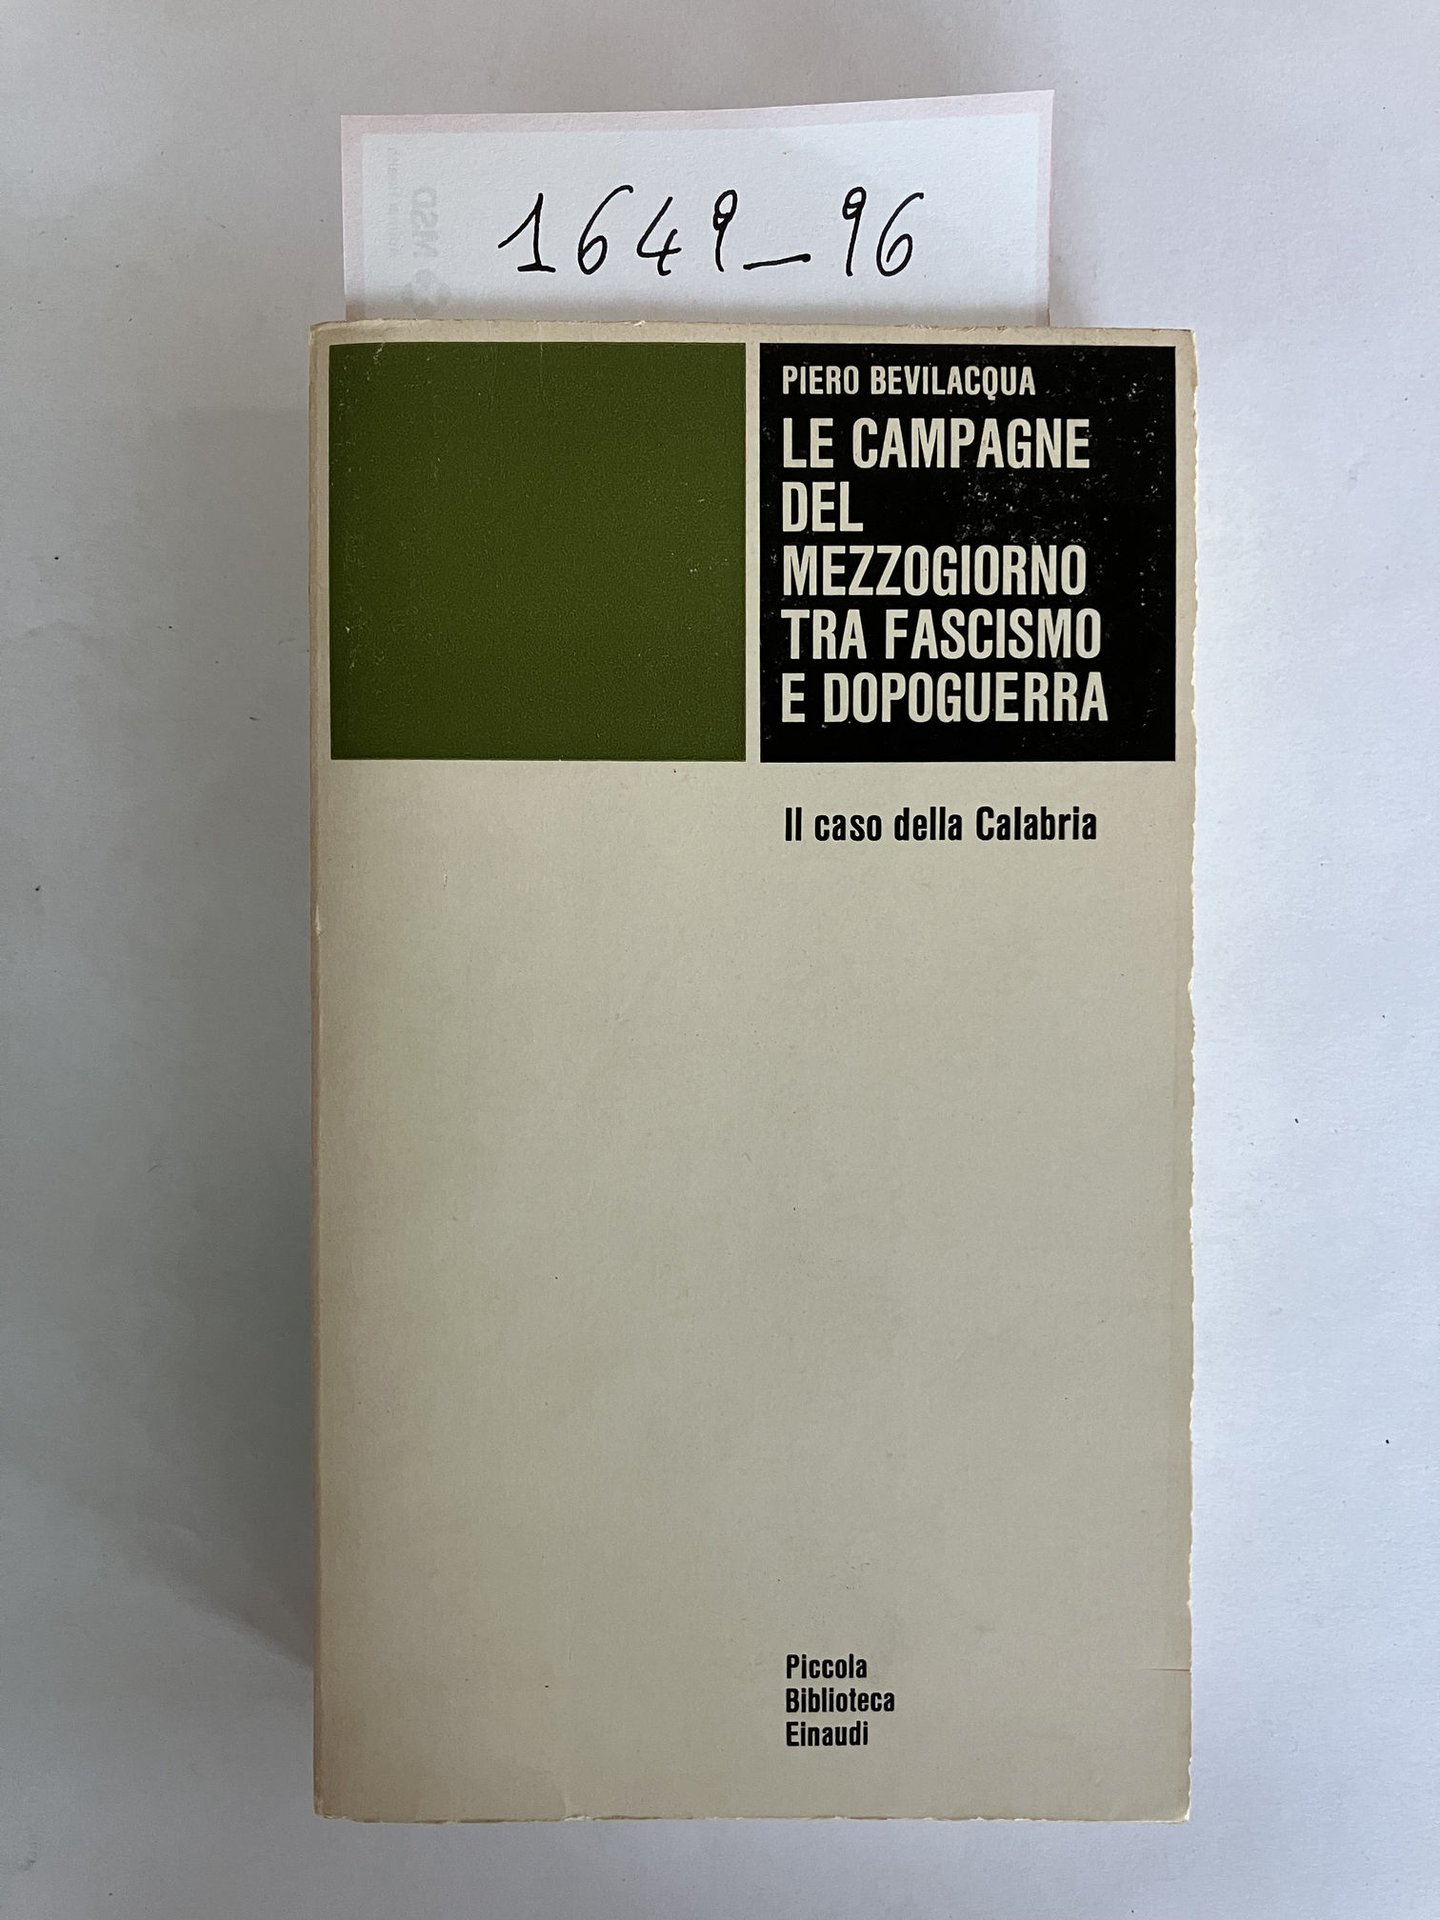 1649_96
PIERO BEVILACQUA
LE CAMPAGNE
DEL
MEZZOGIORNO
TRA FASCISMO
E DOPOGUERRA
Il caso della Calabria
Piccola
Biblioteca
Einaudi